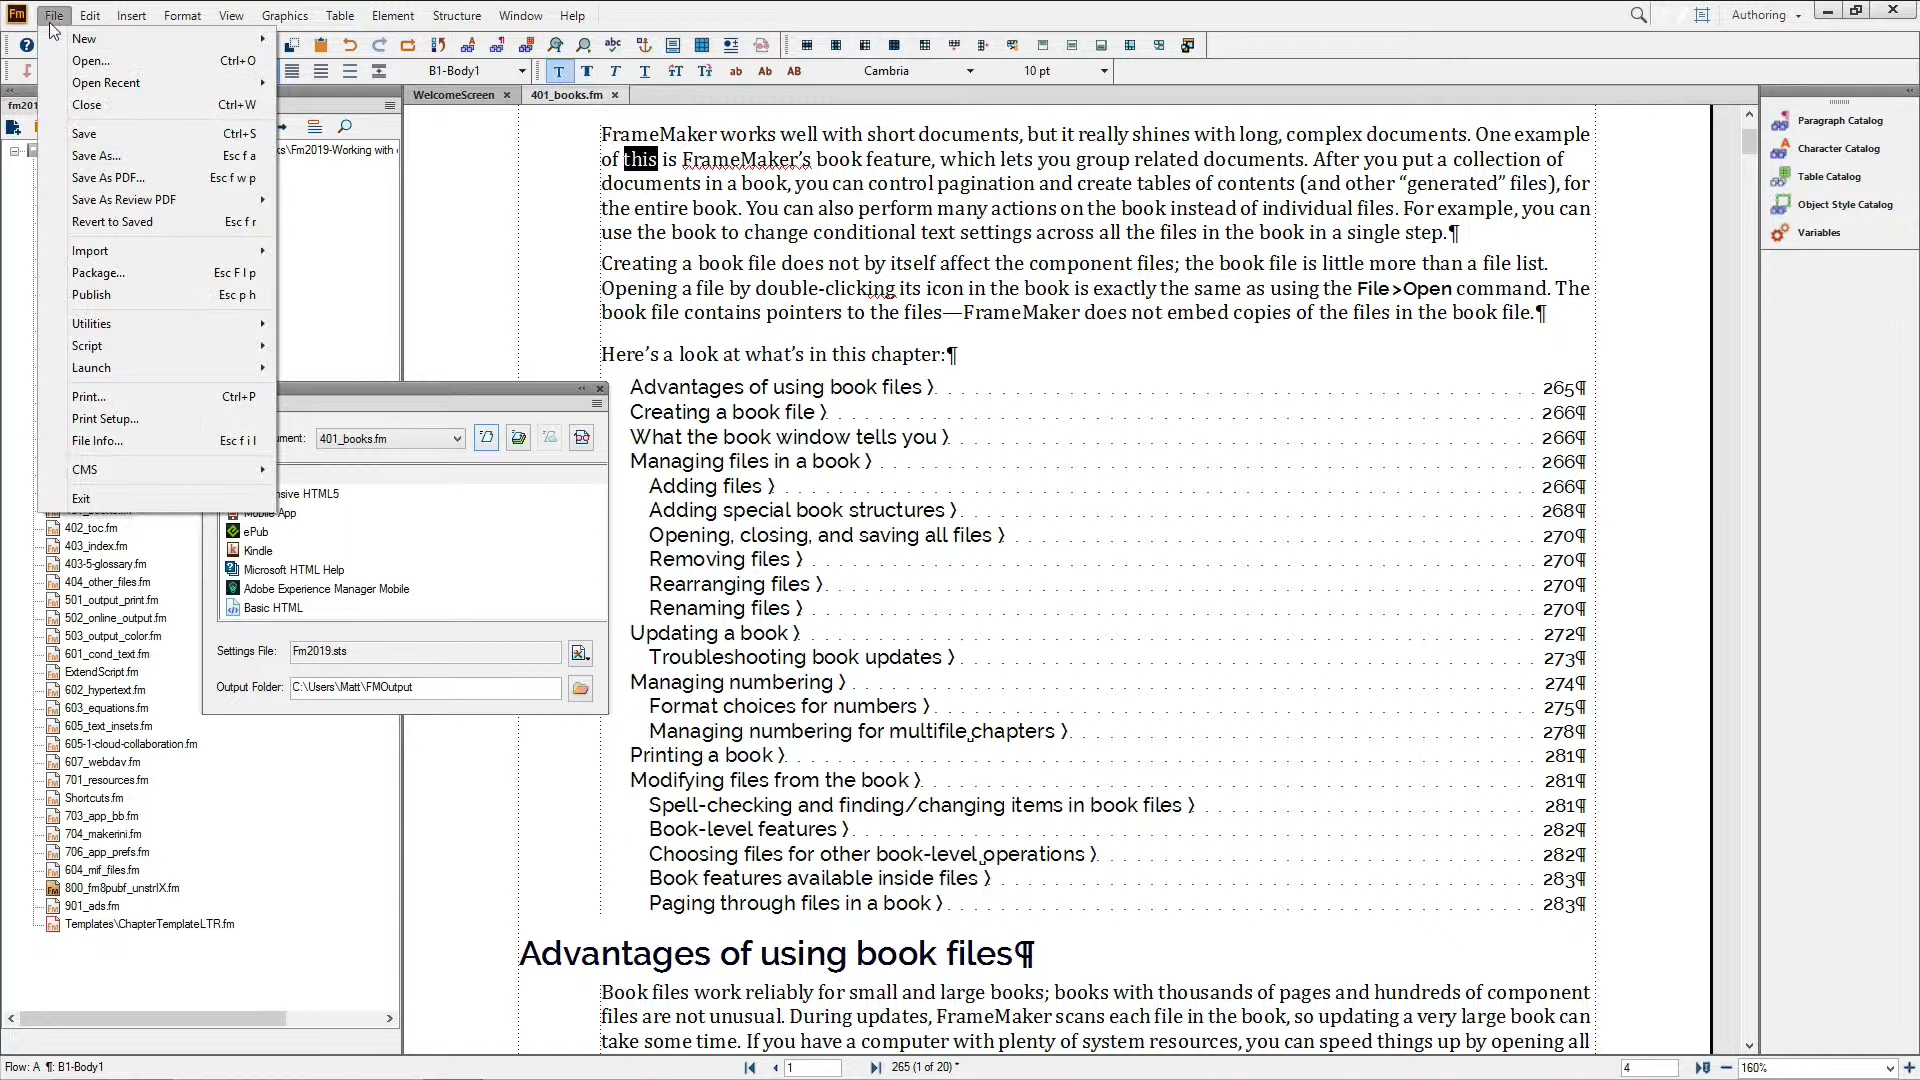 Fm
File Edit Insert Format View Graphics Table Element Structure Window Help
Authoring
B1-Body1
Cambria
10 pt
New
Open... Ctrl+O
Open Recent
Close Ctrl+W
Save Ctrl+S
Save As... Esc f a
Save As PDF... Esc f w p
Save As Review PDF
Revert to Saved Esc f r
Import
Package... Esc F l p
Publish Esc p h
Utilities
Script
Launch
Print... Ctrl+P
Print Setup...
File Info... Esc f i I
CMS
Exit
fm201
ks\Fm2019-Working with
402_toc.fm
403_index.fm
403-5-glossary.fm
404_other_files.fm
501_output_print.fm
502_online_output.fm
503_output_color.fm
601_cond_text.fm
ExtendScript.fm
602_hypertext.fm
603_equations.fm
605_text_insets.fm
605-1-cloud-collaboration.fm
607_webdav.fm
701_resources.fm
Shortcuts.fm
703_app_bb.fm
704_makerini.fm
706_app_prefs.fm
604_mif_files.fm
800_fm8pubf_unstrIX.fm
901_ads.fm
Templates\ChapterTemplateLTR.fm
ument: 401_books.fm
nsive HTML5
Mobile App
ePub
Kindle
Microsoft HTML Help
Adobe Experience Manager Mobile
Basic HTML
Settings File: Fm2019.sts
Output Folder: C:\Users\Matt\FMOutput
WelcomeScreen
401_books.fm
FrameMaker works well with short documents, but it really shines with long, complex documents. One example
of this is FrameMaker’s book feature, which lets you group related documents. After you put a collection of
documents in a book, you can control pagination and create tables of contents (and other “generated” files), for
the entire book. You can also perform many actions on the book instead of individual files. For example, you can
use the book to change conditional text settings across all the files in the book in a single step.¶
Creating a book file does not by itself affect the component files; the book file is little more than a file list.
Opening a file by double-clicking its icon in the book is exactly the same as using the File>Open command. The
book file contains pointers to the files—FrameMaker does not embed copies of the files in the book file.¶
Here’s a look at what’s in this chapter:¶
Advantages of using book files 265¶
Creating a book file 266¶
What the book window tells you 266¶
Managing files in a book 266¶
Adding files 266¶
Adding special book structures 268¶
Opening, closing, and saving all files 270¶
Removing files 270¶
Rearranging files 270¶
Renaming files 270¶
Updating a book 272¶
Troubleshooting book updates 273¶
Managing numbering 274¶
Format choices for numbers 275¶
Managing numbering for multifile chapters 278¶
Printing a book 281¶
Modifying files from the book 281¶
Spell-checking and finding/changing items in book files 281¶
Book-level features 282¶
Choosing files for other book-level operations 282¶
Book features available inside files 283¶
Paging through files in a book 283¶
Advantages of using book files¶
Book files work reliably for small and large books; books with thousands of pages and hundreds of component
files are not unusual. During updates, FrameMaker scans each file in the book, so updating a very large book can
take some time. If you have a computer with plenty of system resources, you can speed things up by opening all
Paragraph Catalog
Character Catalog
Table Catalog
Object Style Catalog
Variables
Flow: A ¶: B1-Body1
1
265 (1 of 20) *
4
160%